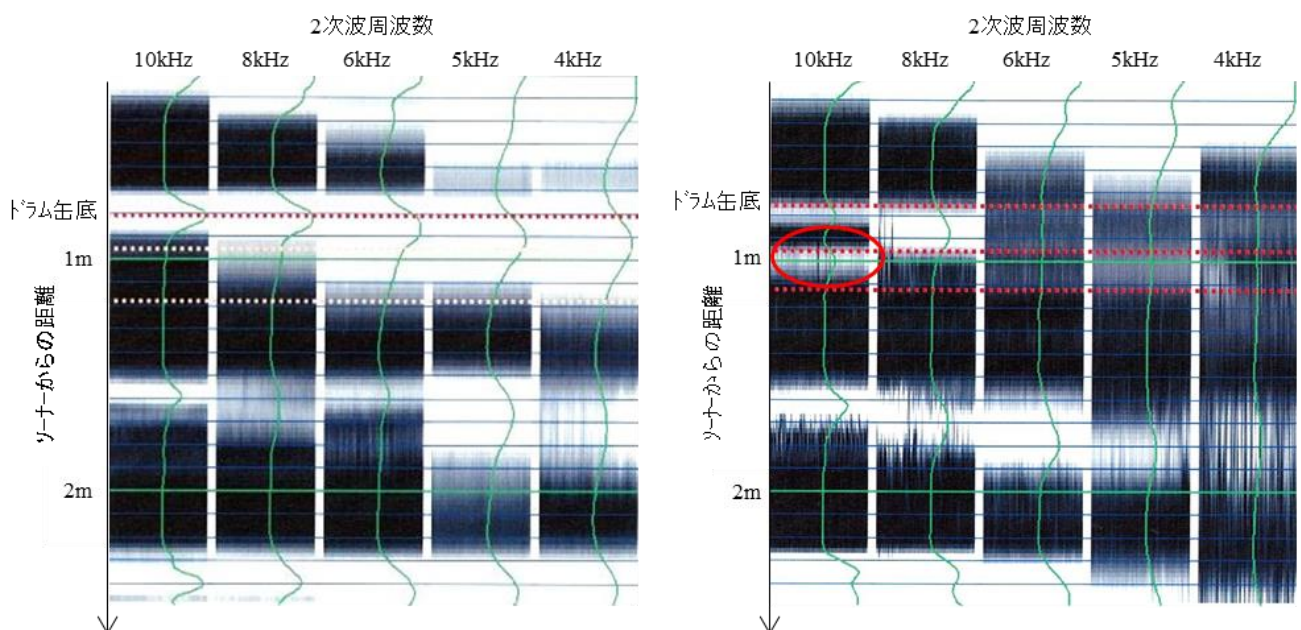 2次波周波数
10kHz 8kHz 6kHz 5kHz 4kHz
ドラム缶底
1m
ソーナーからの距離
2m
2次波周波数
10kHz 8kHz 6kHz 5kHz 4kHz
ドラム缶底
1m
ソーナーからの距離
2m